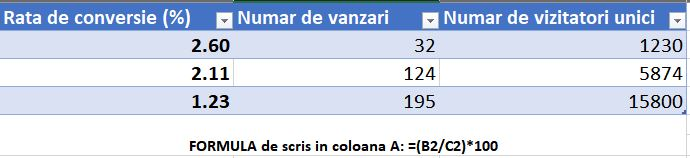 Rata de conversie (%) Numar de vanzari Numar de vizitatori unici
2.60 32 1230
2.11 124 5874
1.23 195 15800
FORMULA de scris in coloana A: =(B2/C2)*100